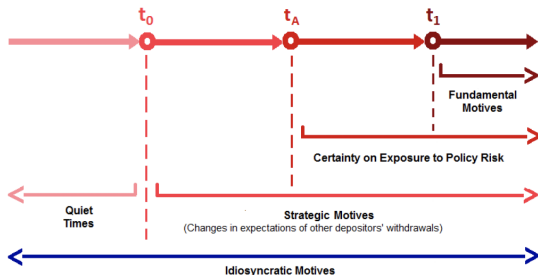 t0 tA t1
Fundamental
Motives
Certainty on Exposure to Policy Risk
Quiet
Times
Strategic Motives
(Changes in expectations of other depositors' withdrawals)
Idiosyncratic Motives